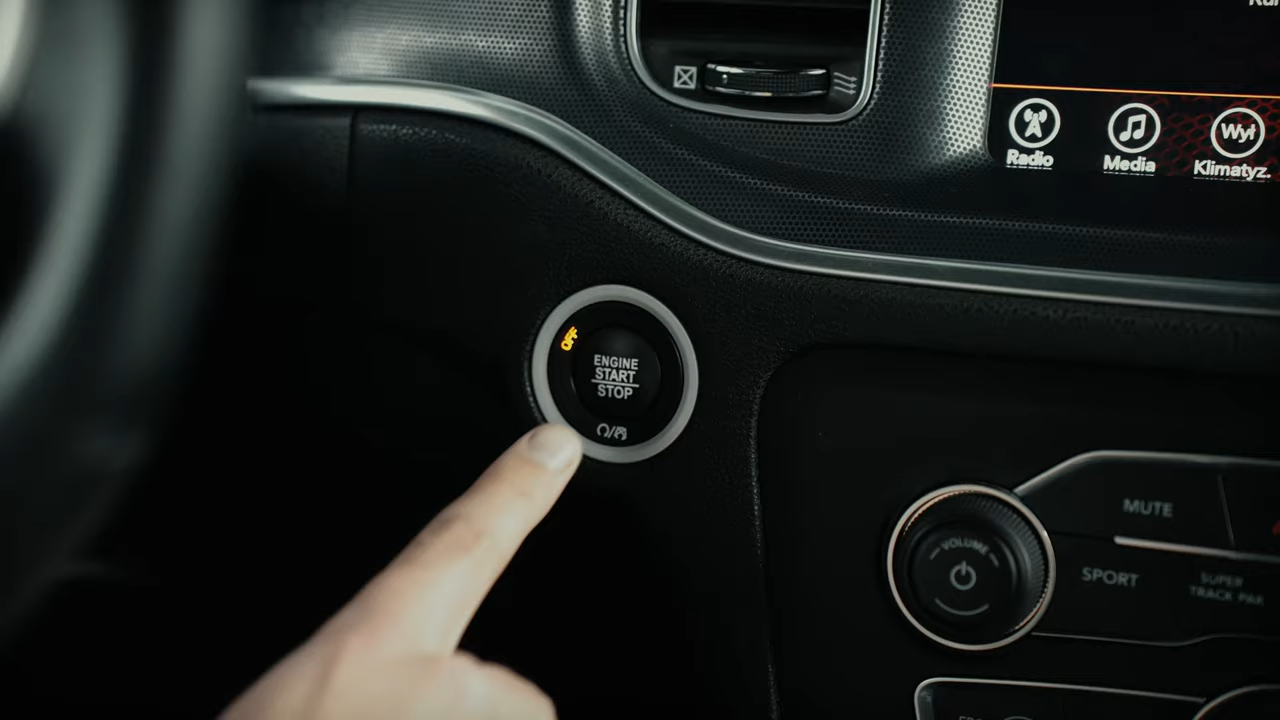 Wył
Radio
Media
Klimatyz.
OFF
ENGINE
START
STOP
MUTE
VOLUME
SPORT
SUPER
TRACK PAK